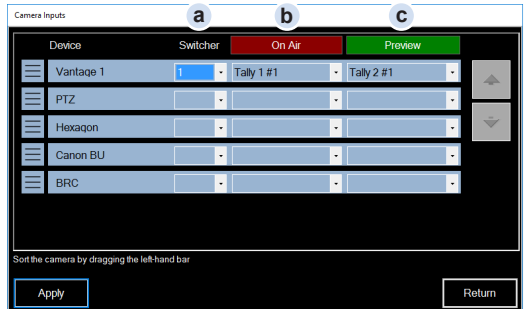 Camera Inputs
a b c
Device Switcher On Air Preview
Vantage 1 1 Tally 1 #1 Tally 2 #1
PTZ
Hexagon
Canon BU
BRC
Sort the camera by dragging the left-hand bar
Apply Return